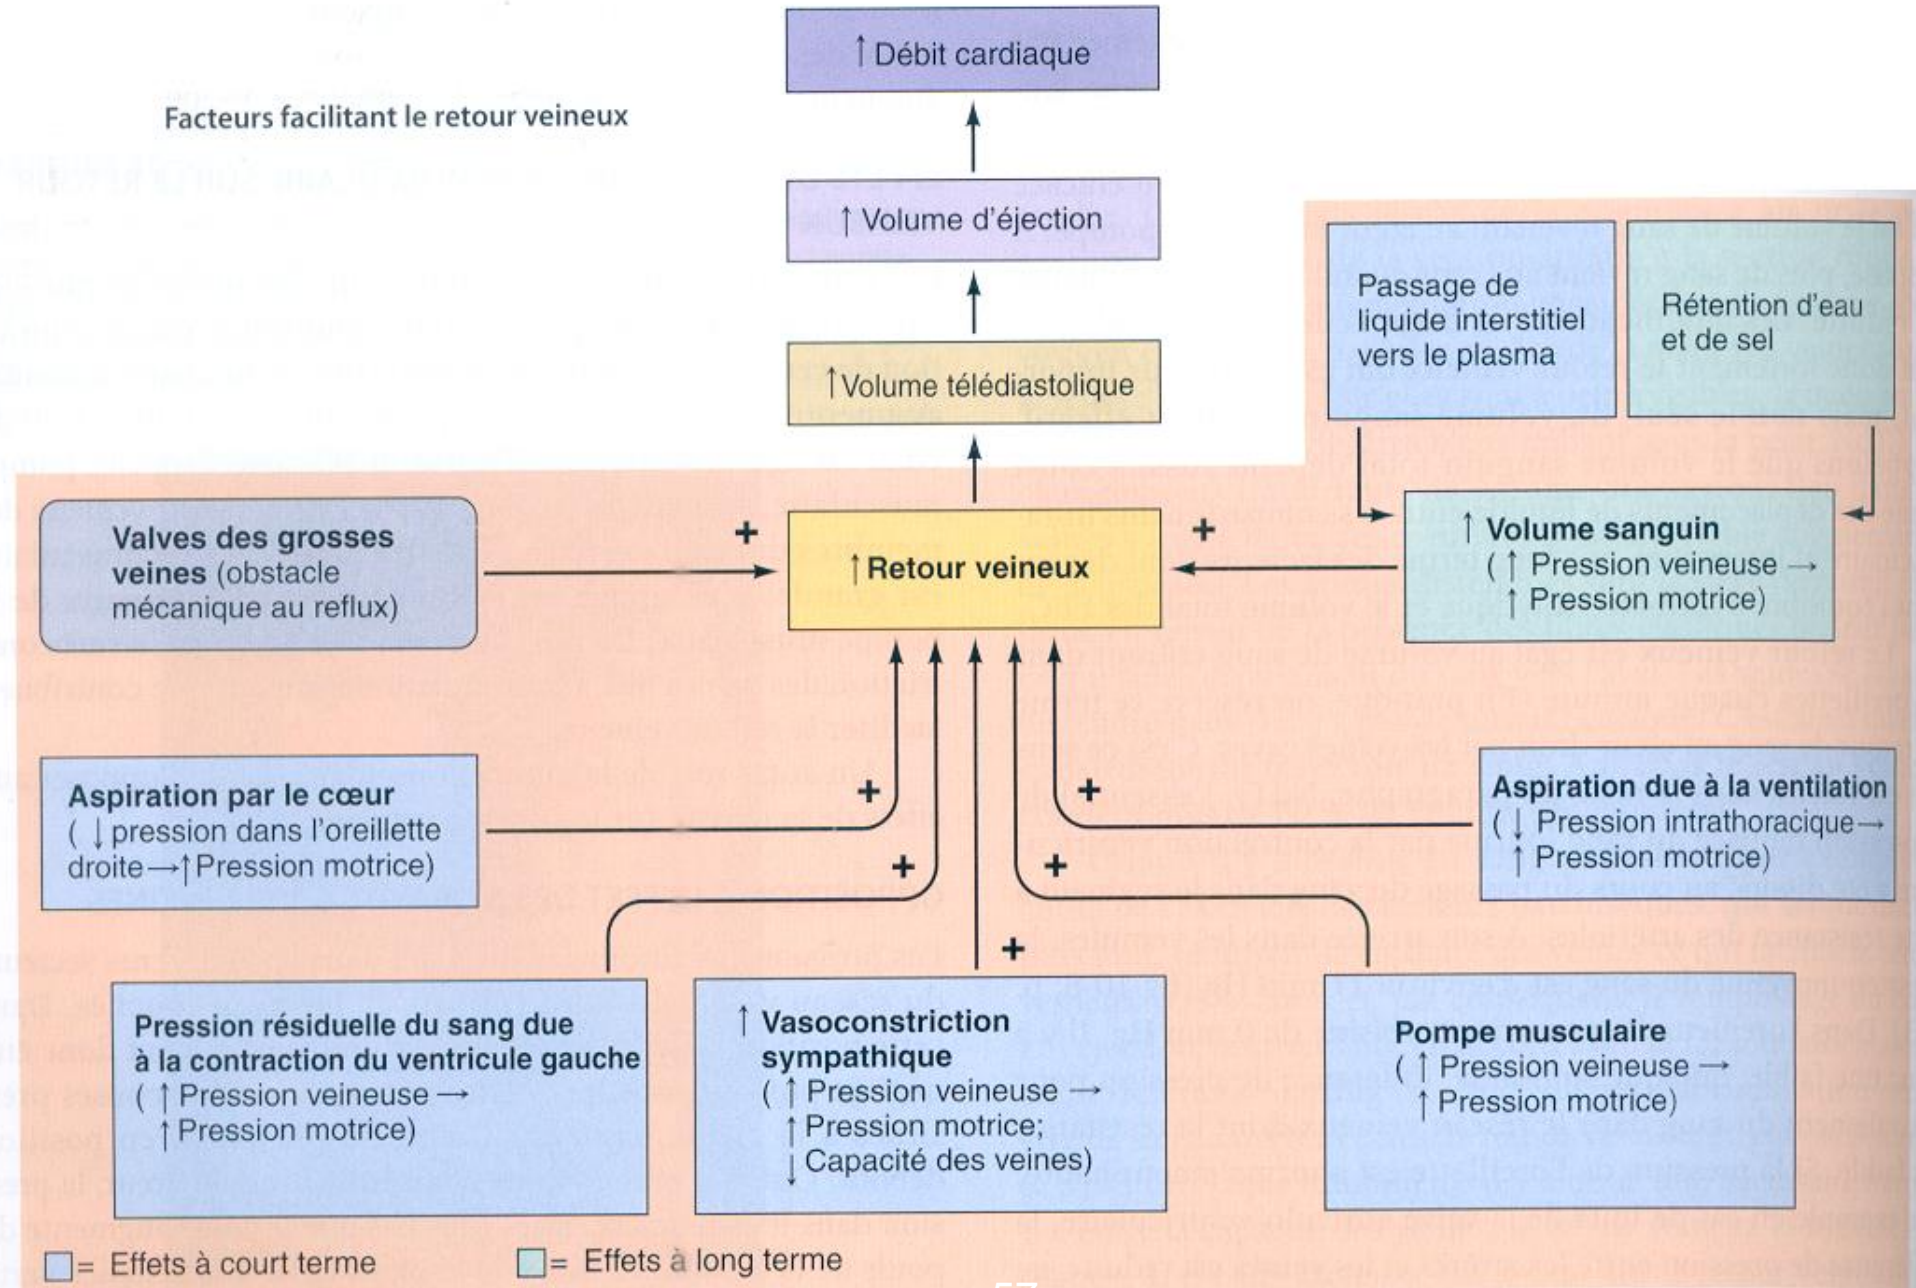 ↑ Débit cardiaque
Facteurs facilitant le retour veineux
↑ Volume d'éjection
↑ Volume télédiastolique
Passage de
liquide interstitiel
vers le plasma
Rétention d'eau
et de sel
Valves des grosses
veines (obstacle
mécanique au reflux)
+
↑ Retour veineux
+
↑ Volume sanguin
( ↑ Pression veineuse →
↑ Pression motrice)
Aspiration par le cœur
( ↓ pression dans l'oreillette
droite → ↑ Pression motrice)
+
+
Aspiration due à la ventilation
( ↓ Pression intrathoracique →
↑ Pression motrice)
+
+
+
Pression résiduelle du sang due
à la contraction du ventricule gauche
( ↑ Pression veineuse →
↑ Pression motrice)
↑ Vasoconstriction
sympathique
( ↑ Pression veineuse →
↑ Pression motrice;
↓ Capacité des veines)
Pompe musculaire
( ↑ Pression veineuse →
↑ Pression motrice)
= Effets à court terme
= Effets à long terme
57